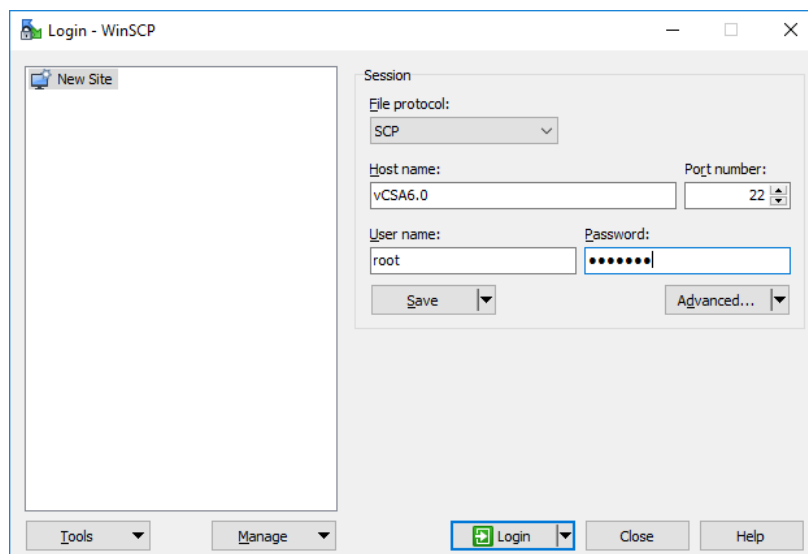 Login - WinSCP
New Site
Session
File protocol:
SCP
Host name:
Port number:
vCSA6.0
22
User name:
Password:
root
•••••••
Save
Advanced...
Tools
Manage
Login
Close
Help